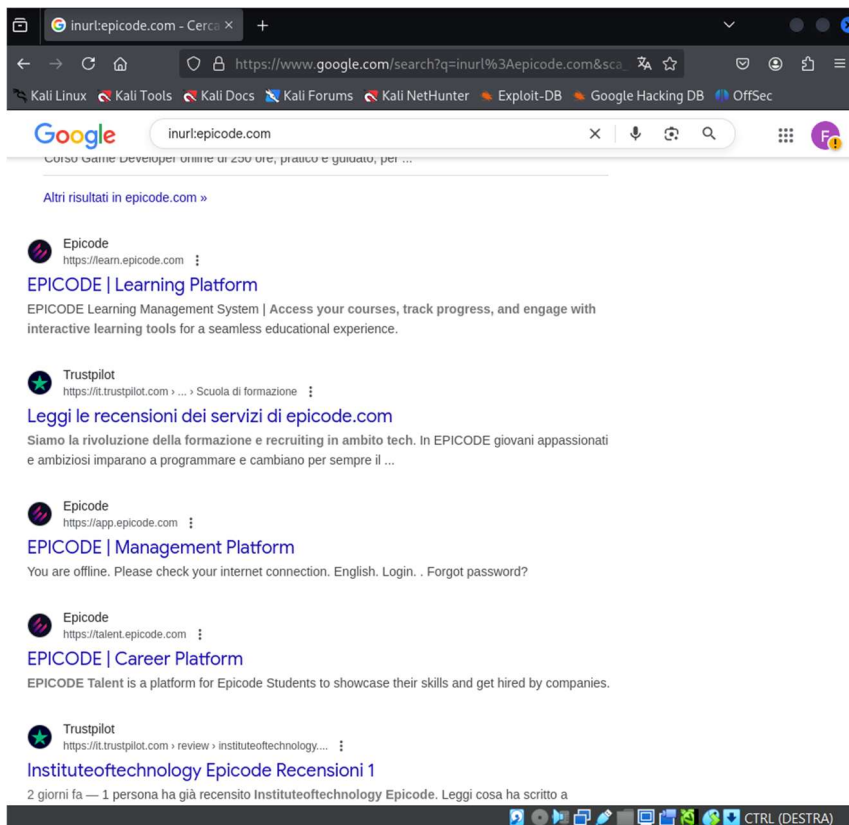 inurl:epicode.com - Cerca
https://www.google.com/search?q=inurl%3Aepicode.com&sca_
Kali Linux Kali Tools Kali Docs Kali Forums Kali NetHunter Exploit-DB Google Hacking DB OffSec
Google inurl:epicode.com F
Corso Game Developer online di 250 ore, pratico e guidato, per ...
Altri risultati in epicode.com »
Epicode
https://learn.epicode.com
EPICODE | Learning Platform
EPICODE Learning Management System | Access your courses, track progress, and engage with
interactive learning tools for a seamless educational experience.
Trustpilot
https://it.trustpilot.com › ... › Scuola di formazione
Leggi le recensioni dei servizi di epicode.com
Siamo la rivoluzione della formazione e recruiting in ambito tech. In EPICODE giovani appassionati
e ambiziosi imparano a programmare e cambiano per sempre il ...
Epicode
https://app.epicode.com
EPICODE | Management Platform
You are offline. Please check your internet connection. English. Login. . Forgot password?
Epicode
https://talent.epicode.com
EPICODE | Career Platform
EPICODE Talent is a platform for Epicode Students to showcase their skills and get hired by companies.
Trustpilot
https://it.trustpilot.com › review › instituteoftechnology....
Instituteoftechnology Epicode Recensioni 1
2 giorni fa — 1 persona ha già recensito Instituteoftechnology Epicode. Leggi cosa ha scritto a
CTRL (DESTRA)